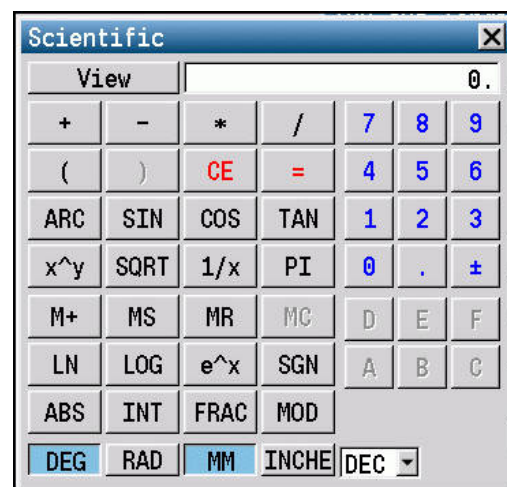 Scientific
View 0.
+ - * / 7 8 9
( ) CE = 4 5 6
ARC SIN COS TAN 1 2 3
x^y SQRT 1/x PI 0 . ±
M+ MS MR MC D E F
LN LOG e^x SGN A B C
ABS INT FRAC MOD
DEG RAD MM INCHE DEC